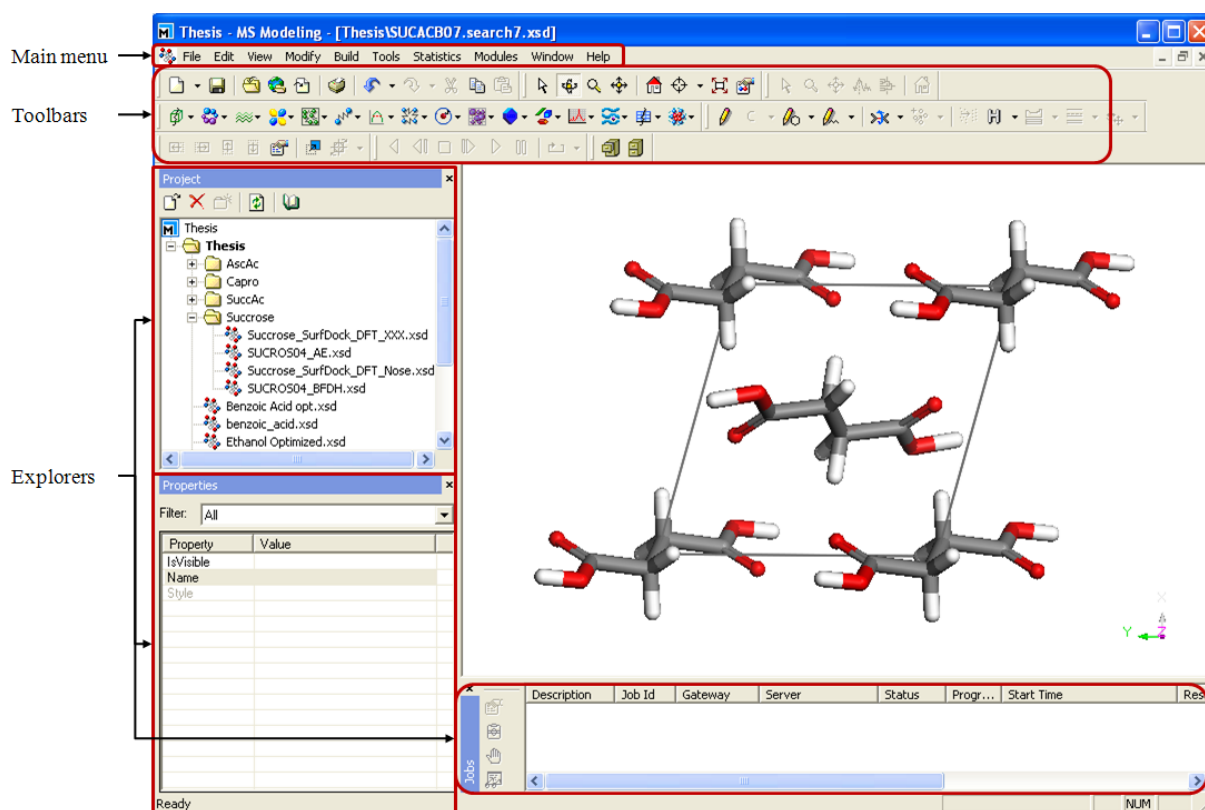 Thesis - MS Modeling - [Thesis\SUCACB07.search7.xsd]
Main menu
File Edit View Modify Build Tools Statistics Modules Window Help
Toolbars
Project
Thesis
Thesis
AscAc
Capro
SuccAc
Succrose
Succrose_SurfDock_DFT_XXX.xsd
SUCROS04_AE.xsd
Succrose_SurfDock_DFT_Nose.xsd
SUCROS04_BFDH.xsd
Benzoic Acid opt.xsd
benzoic_acid.xsd
Ethanol Optimized.xsd
Explorers
Properties
Filter: All
Property Value
IsVisible
Name
Style
X
Y Z
Description Job Id Gateway Server Status Progr... Start Time Res
Jobs
Ready
NUM